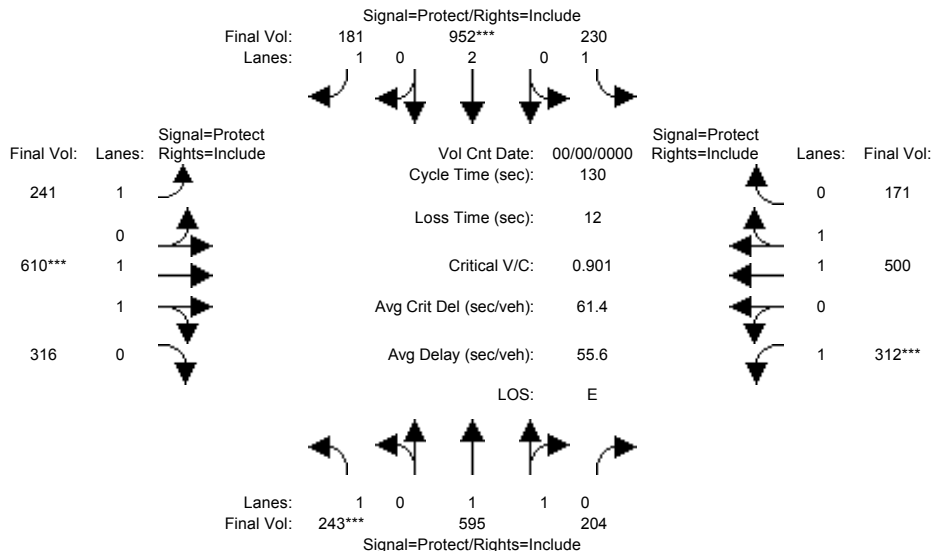 Signal=Protect/Rights=Include
Final Vol: 181 952*** 230
Lanes: 1 0 2 0 1
Signal=Protect Signal=Protect
Final Vol: Lanes: Rights=Include Vol Cnt Date: 00/00/0000 Rights=Include Lanes: Final Vol:
Cycle Time (sec): 130
241 1 0 171
Loss Time (sec): 12
0 1
610*** 1 Critical V/C: 0.901 1 500
1 Avg Crit Del (sec/veh): 61.4 0
316 0 Avg Delay (sec/veh): 55.6 1 312***
LOS: E
Lanes: 1 0 1 1 0
Final Vol: 243*** 595 204
Signal=Protect/Rights=Include